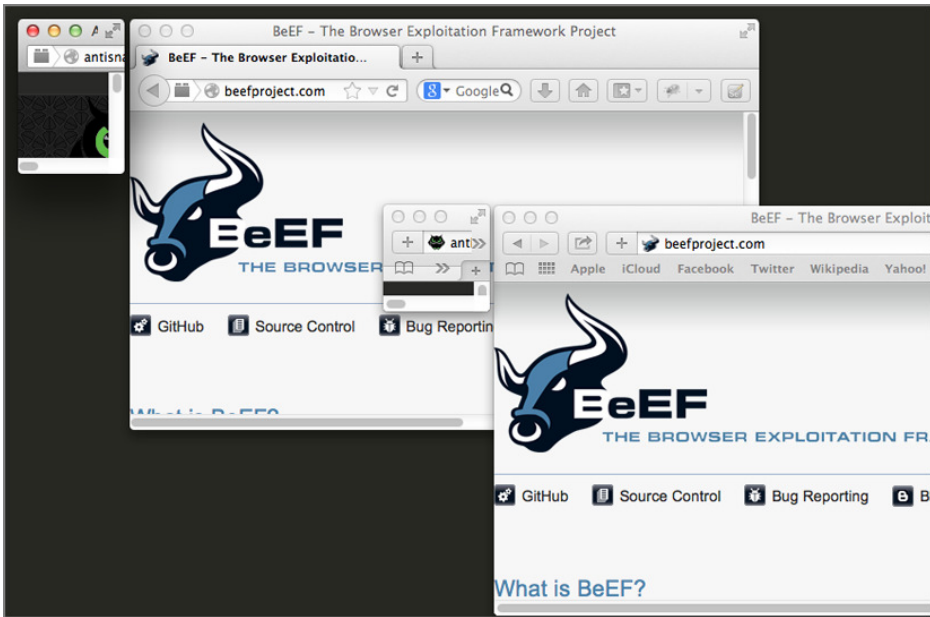 BeEF – The Browser Exploitation Framework Project
antisna
BeEF – The Browser Exploitatio...
beefproject.com
Google
BeEF
THE BROWSER
GitHub Source Control Bug Reportin
What is BeEF?
ant
BeEF – The Browser Exploit
beefproject.com
Apple iCloud Facebook Twitter Wikipedia Yahoo!
BeEF
THE BROWSER EXPLOITATION FR
GitHub Source Control Bug Reporting B
What is BeEF?